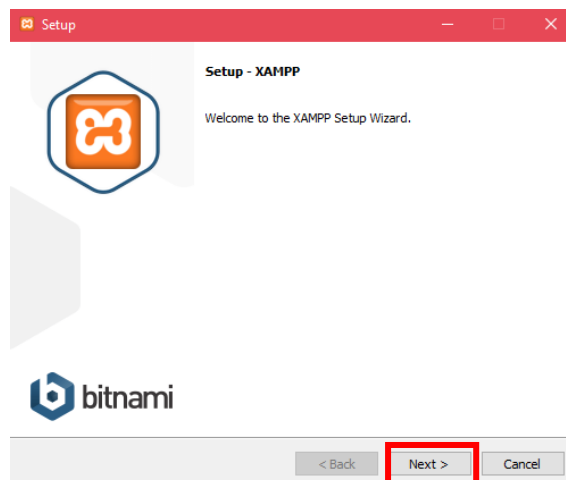 Setup
Setup - XAMPP
Welcome to the XAMPP Setup Wizard.
bitnami
< Back
Next >
Cancel